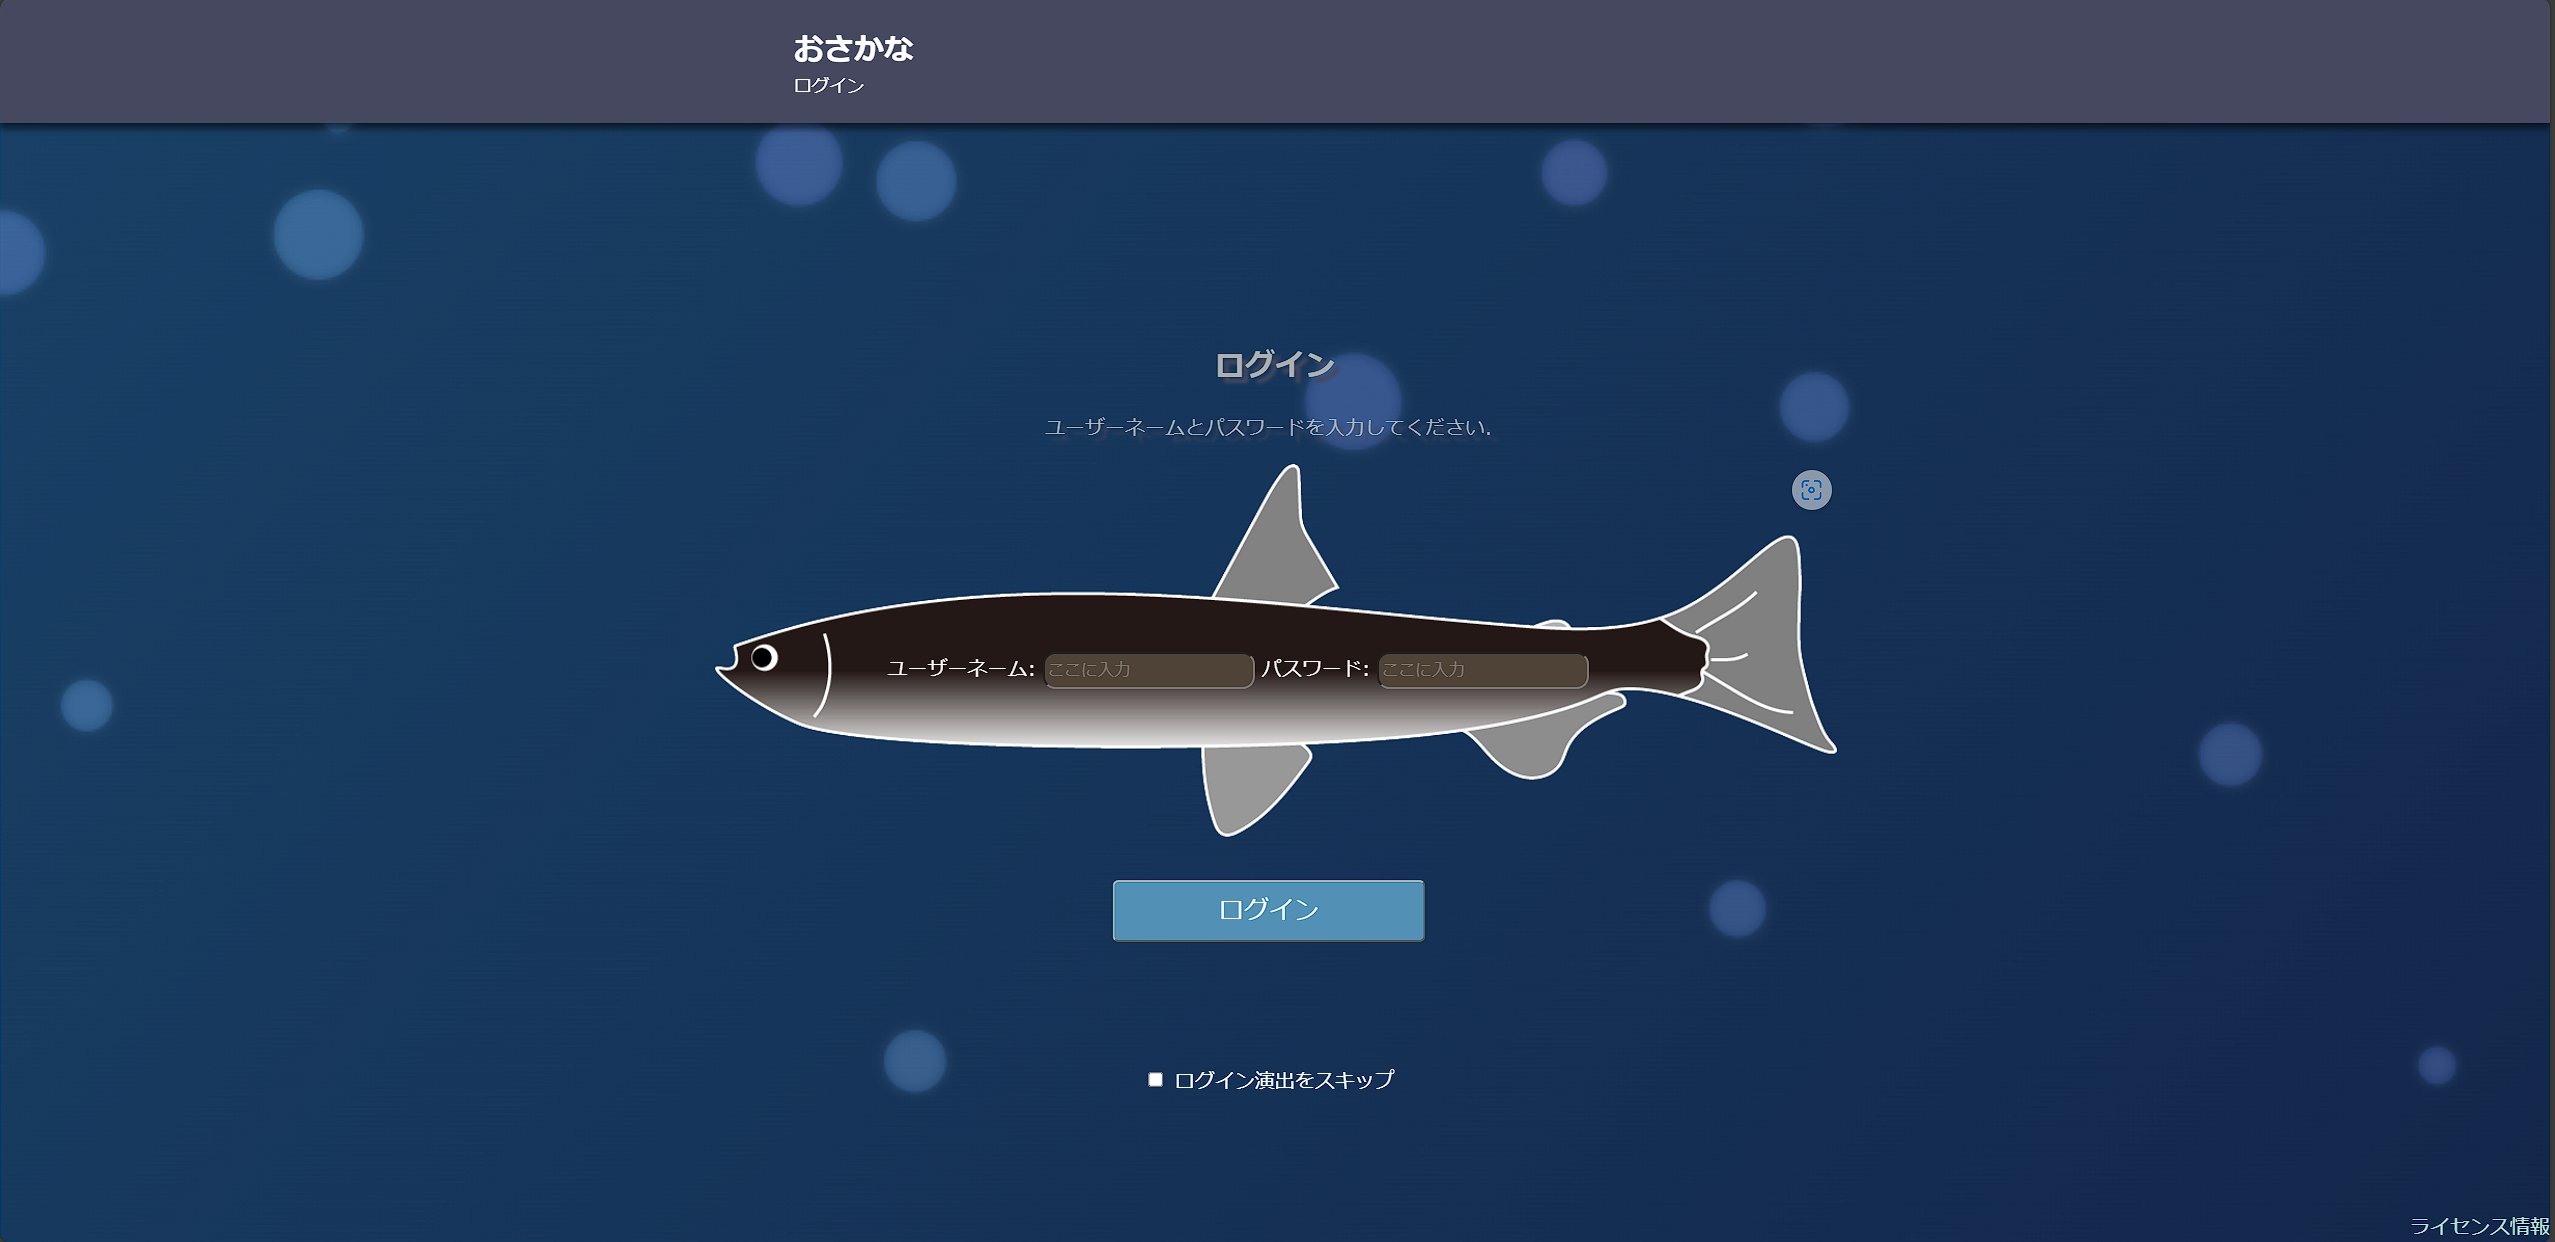 おさかな
ログイン
ログイン
ユーザーネームとパスワードを入力してください.
ユーザーネーム: ここに入力 パスワード: ここに入力
ログイン
ログイン演出をスキップ
ライセンス情報